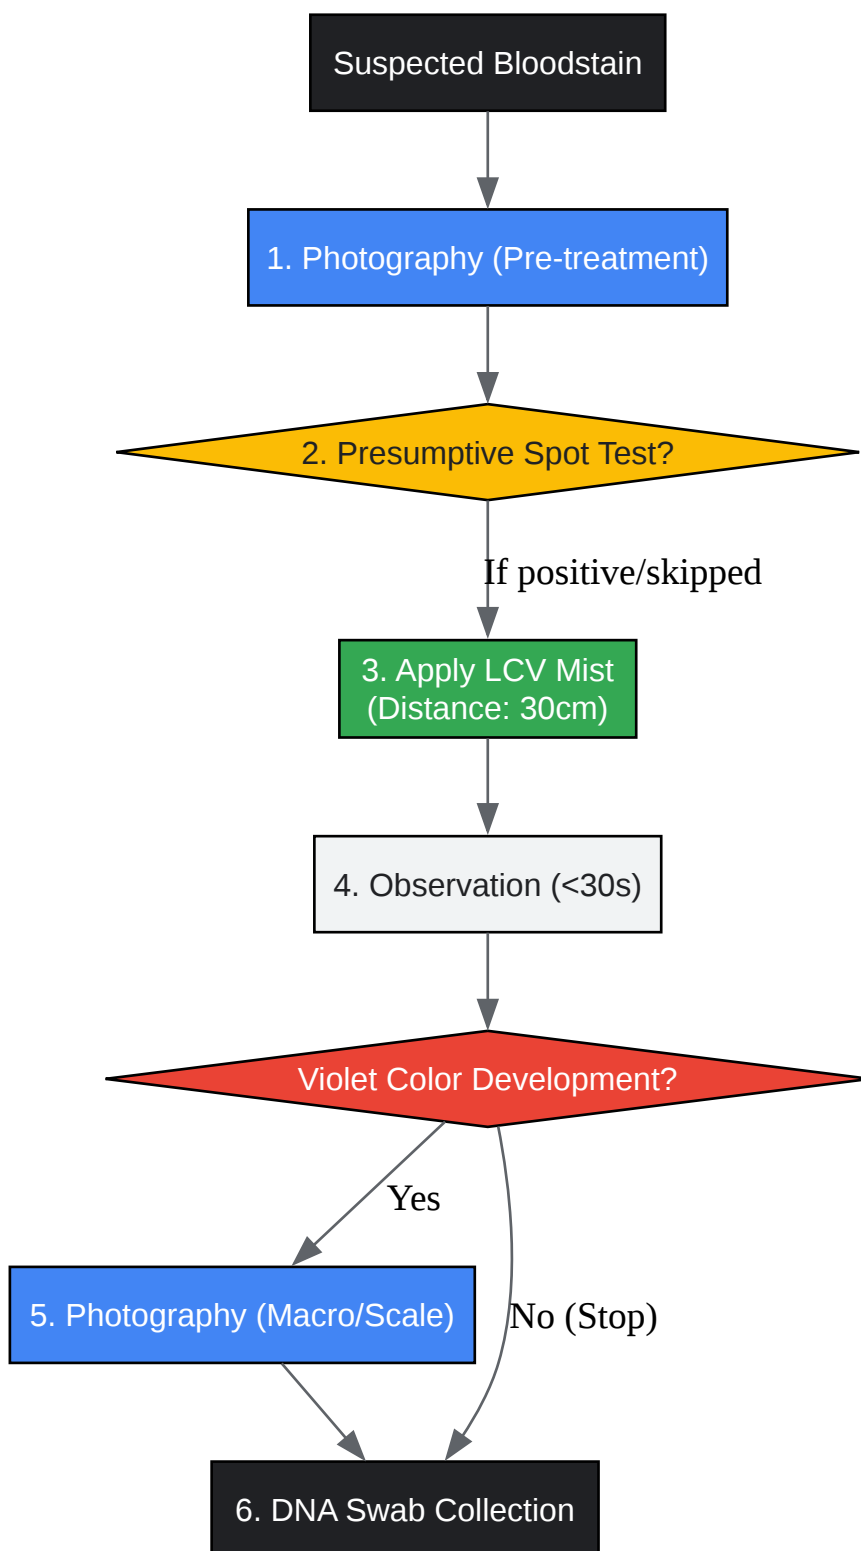 Suspected Bloodstain
1. Photography (Pre-treatment)
2. Presumptive Spot Test?
If positive/skipped
3. Apply LCV Mist
(Distance: 30cm)
4. Observation (<30s)
Violet Color Development?
Yes
5. Photography (Macro/Scale)
No (Stop)
6. DNA Swab Collection